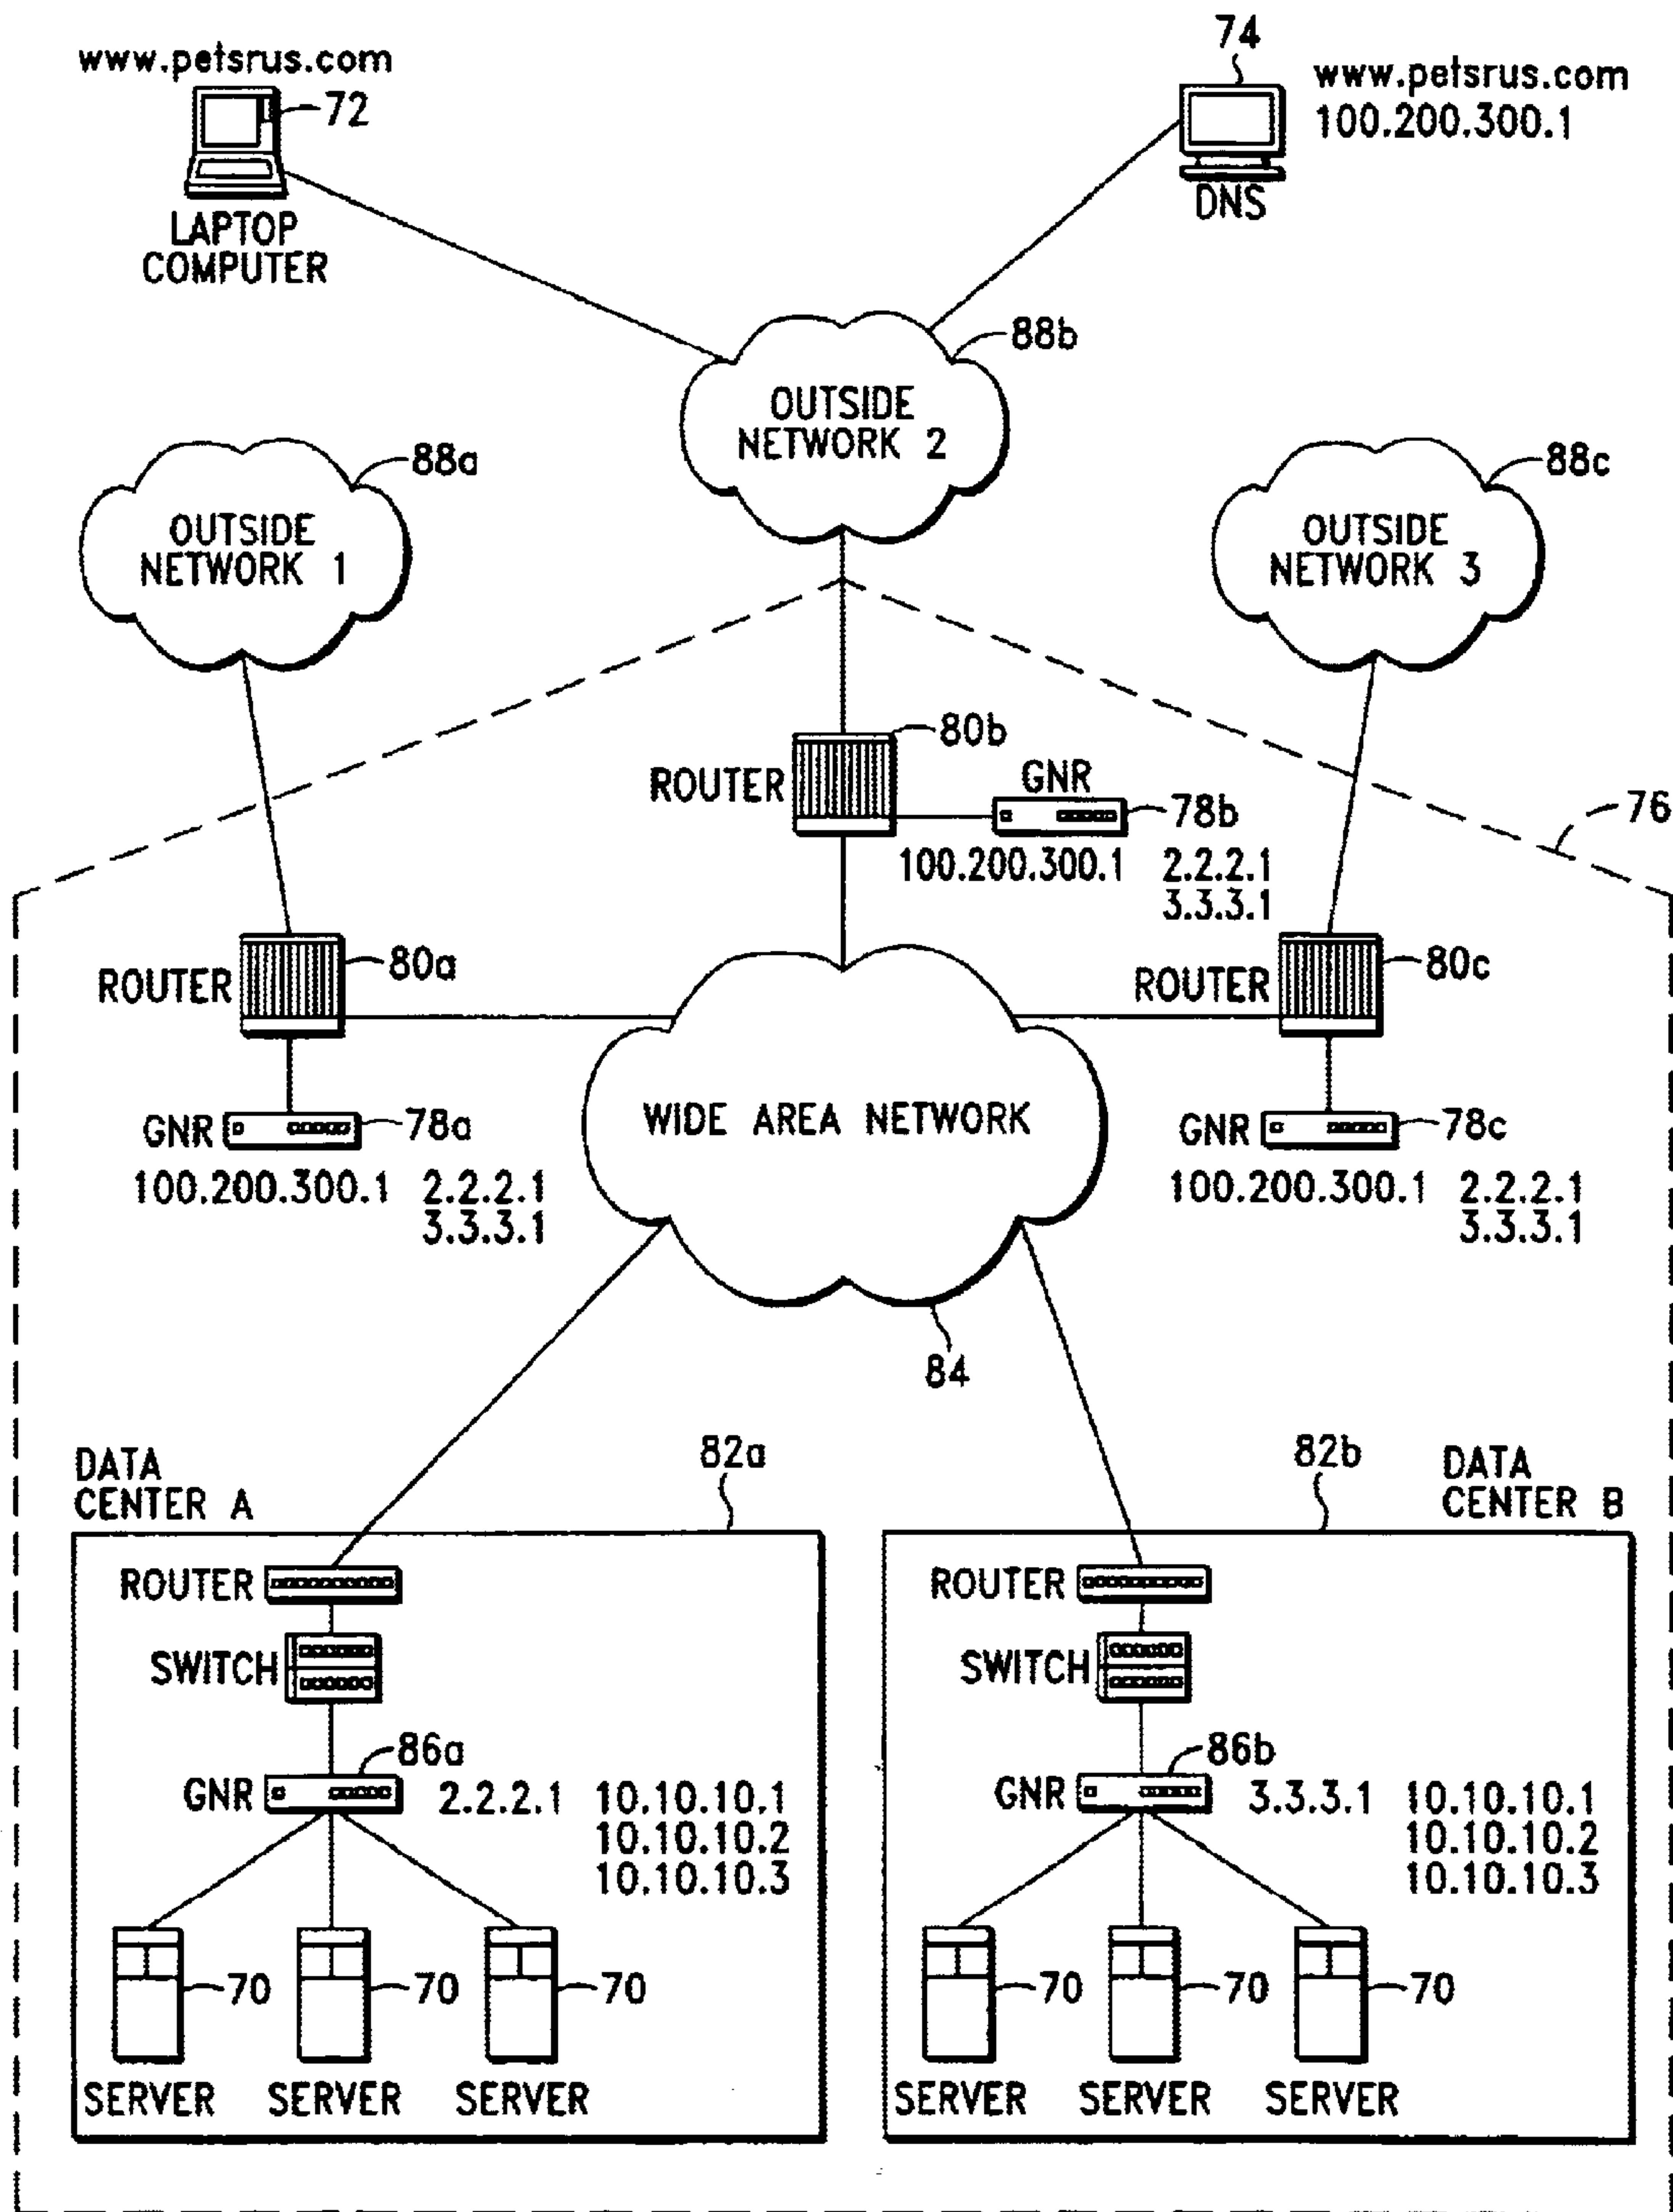 74
www.petsrus.com
72
LAPTOP
COMPUTER
www.petsrus.com
100.200.300.1
DNS
88b
OUTSIDE
NETWORK 2
88a
OUTSIDE
NETWORK 1
88c
OUTSIDE
NETWORK 3
80b
ROUTER
GNR
78b
100.200.300.1 2.2.2.1
3.3.3.1
76
80a
ROUTER
80c
ROUTER
WIDE AREA NETWORK
GNR
78a
100.200.300.1 2.2.2.1
3.3.3.1
GNR
78c
100.200.300.1 2.2.2.1
3.3.3.1
84
DATA
CENTER A
82a
ROUTER
SWITCH
86a
GNR
2.2.2.1 10.10.10.1
10.10.10.2
10.10.10.3
70
70
70
SERVER
SERVER
SERVER
82b
DATA
CENTER B
ROUTER
SWITCH
86b
GNR
3.3.3.1 10.10.10.1
10.10.10.2
10.10.10.3
70
70
70
SERVER
SERVER
SERVER